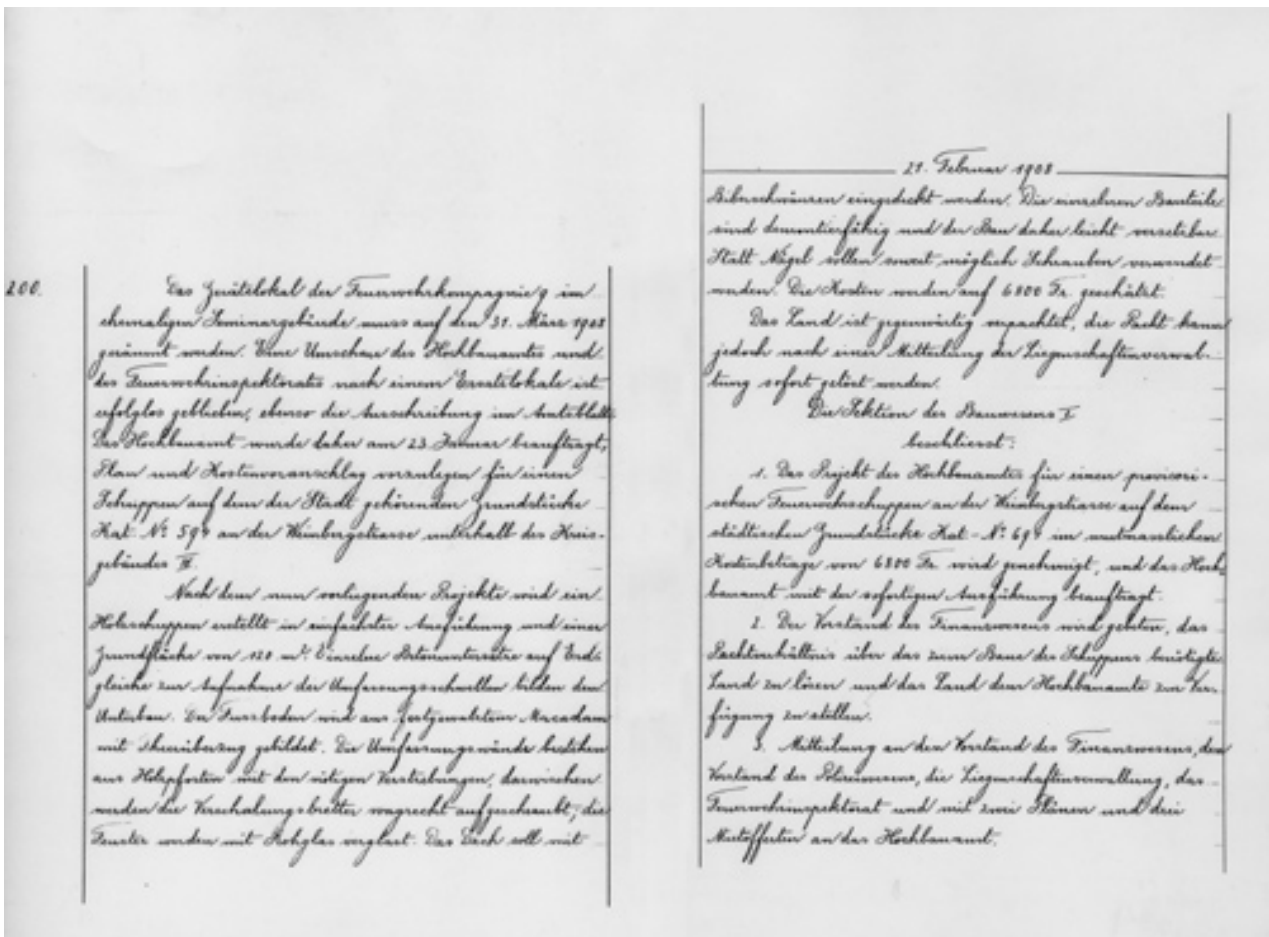 200.
Das Gerätelokal der Feuerwehrkompagnie 9 im
ehemaligen Seminargebäude muss auf den 31. März 1908
geräumt werden. Eine Umschau des Hochbauamtes und
des Feuerwehrinspektorates nach einem Ersatzlokale ist
erfolglos geblieben, ebenso die Ausschreibung im Amtsblatt.
Das Hochbauamt wurde daher am 23. Januar beauftragt,
Plan und Kostenvoranschlag vorzulegen für einen
Schuppen auf dem der Stadt gehörenden Grundstücke
Kat. No. 597 an der Weinbergstrasse unterhalb des Kreis-
gebäudes
Nach dem nun vorliegenden Projekte wird ein
Holzschuppen erstellt in einfachster Ausführung und einer
Grundfläche von 120 m². Einzelne Betonuntersätze auf Erd-
gleiche zur Aufnahme der Umfassungsschwellen bilden den
Unterbau. Der Fussboden wird aus festgewalztem Macadam
mit Theerüberzug gebildet. Die Umfassungswände bestehen
aus Holzpfosten mit den nötigen Verstrebungen, dazwischen
werden die Verschalungsbretter wagrecht aufgeschraubt, die
Fenster werden mit Rohglas verglast. Das Dach soll mit
21. Februar 1908
Biberschwänzen eingedeckt werden. Die einzelnen Bauteile
sind demontierfähig und der Bau daher leicht versetzbar.
Statt Nägel sollen soweit möglich Schrauben verwendet
werden. Die Kosten werden auf 6800 Fr. geschätzt.
Das Land ist gegenwärtig verpachtet, die Pacht kann
jedoch nach einer Mitteilung der Liegenschaftenverwal-
tung sofort gelöst werden.
Die Sektion des Bauwesens I
beschliesst:
1. Das Projekt des Hochbauamtes für einen provisori-
schen Feuerwehrschuppen an der Weinbergstrasse auf dem
städtischen Grundstücke Kat.-No. 697 im mutmasslichen
Kostenbetrage von 6800 Fr. wird genehmigt, und das Hoch-
bauamt mit der sofortigen Ausführung beauftragt.
2. Der Vorstand des Finanzwesens wird gebeten, das
Pachtverhältnis über das zum Baue des Schuppens benötigte
Land zu lösen und das Land dem Hochbauamte zur Ver-
fügung zu stellen.
3. Mitteilung an den Vorstand des Finanzwesens, den
Vorstand des Polizeiwesens, die Liegenschaftenverwaltung, das
Feuerwehrinspektorat und mit zwei Plänen und drei
an das Hochbauamt.